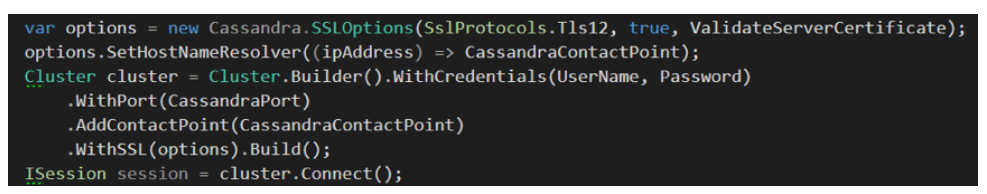 var options = new Cassandra.SSLOptions(SslProtocols.Tls12, true, ValidateServerCertificate);
options.SetHostNameResolver((ipAddress) => CassandraContactPoint);
Cluster cluster = Cluster.Builder().WithCredentials(UserName, Password)
    .WithPort(CassandraPort)
    .AddContactPoint(CassandraContactPoint)
    .WithSSL(options).Build();
ISession session = cluster.Connect();